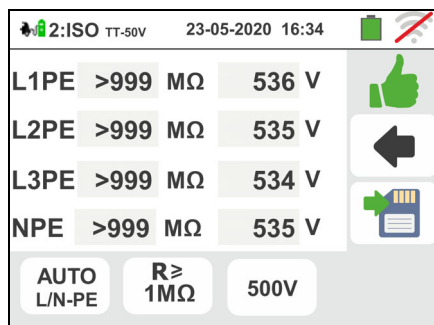 2:ISO TT-50V 23-05-2020 16:34
L1PE >999 MΩ 536 V
L2PE >999 MΩ 535 V
L3PE >999 MΩ 534 V
NPE >999 MΩ 535 V
AUTO L/N-PE
R≥ 1MΩ
500V